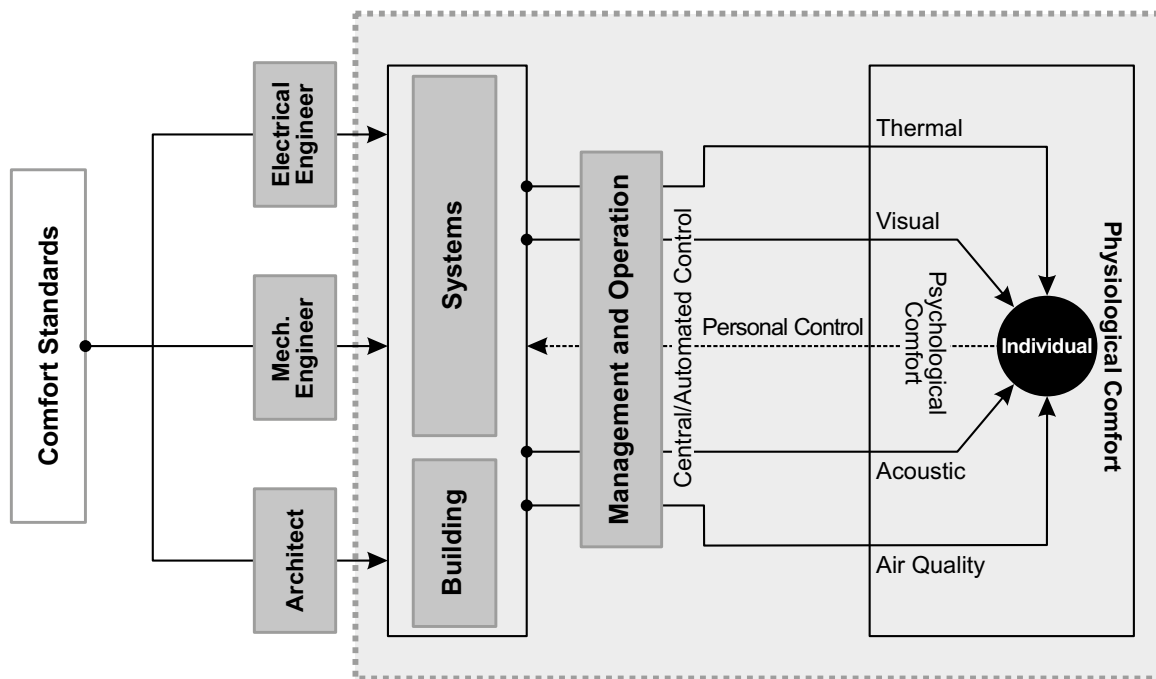 Comfort Standards
Electrical
Engineer
Mech.
Engineer
Architect
Systems
Building
Management and Operation
Central/Automated Control
Thermal
Visual
Personal Control
Psychological
Comfort
Individual
Acoustic
Air Quality
Physiological Comfort